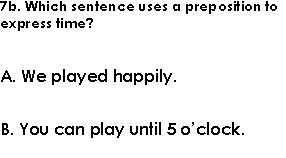 7b. Which sentence uses a preposition to
express time?
A. We played happily.
B. You can play until 5 o'clock.